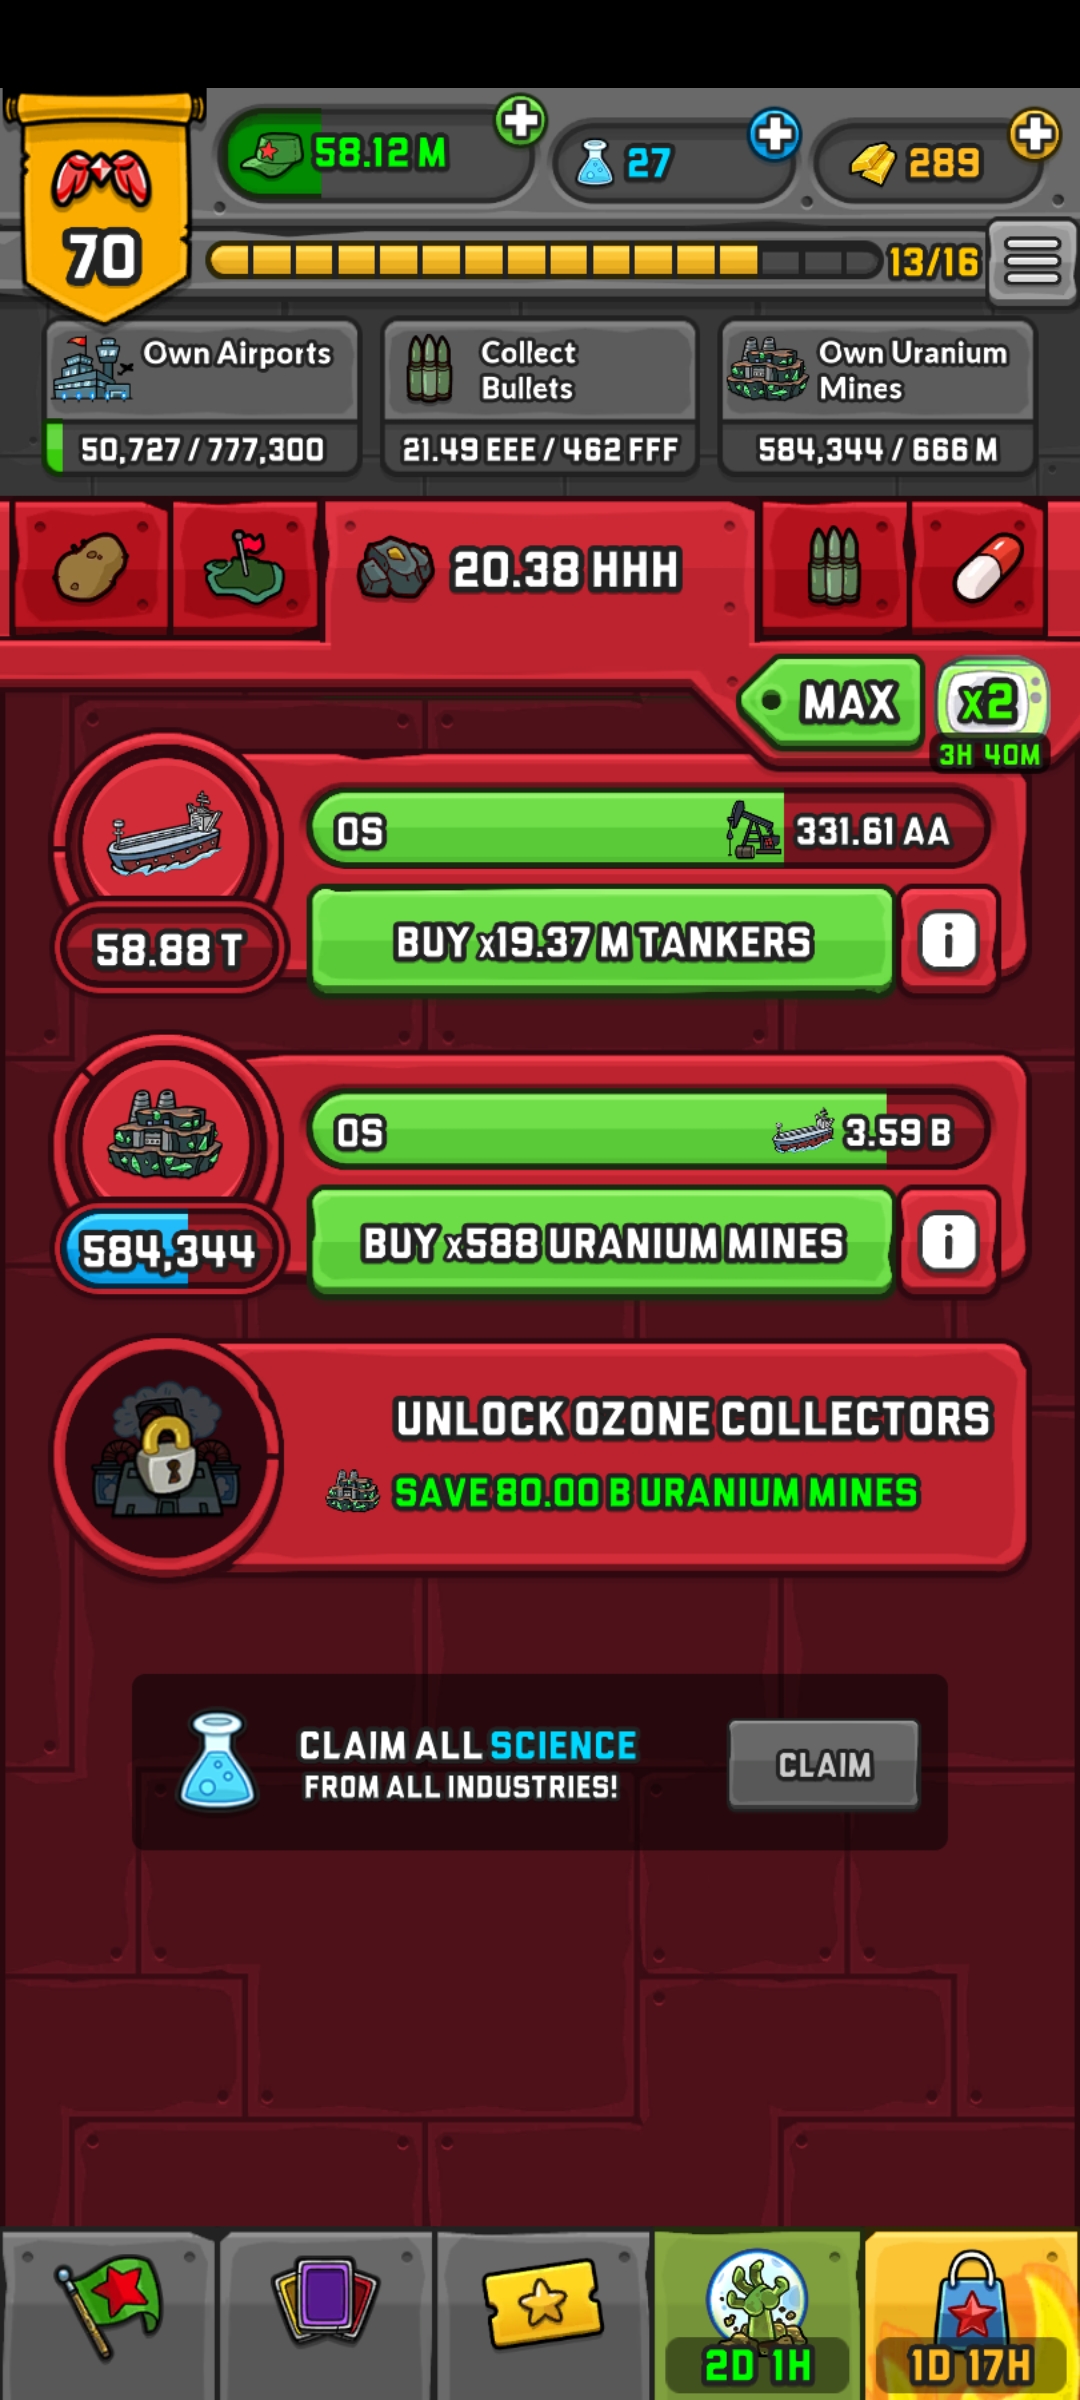 58.12 M
27
289
70
13/16
Own Airports
50,727 / 777,300
Collect
Bullets
21.49 EEE / 462 FFF
Own Uranium
Mines
584,344 / 666 M
20.38 HHH
MAX
x2
3H 40M
0S
331.61 AA
58.88 T
BUY x19.37 M TANKERS
i
0S
3.59 B
584,344
BUY x588 URANIUM MINES
i
UNLOCK OZONE COLLECTORS
SAVE 80.00 B URANIUM MINES
CLAIM ALL SCIENCE
FROM ALL INDUSTRIES!
CLAIM
2D 1H
1D 17H